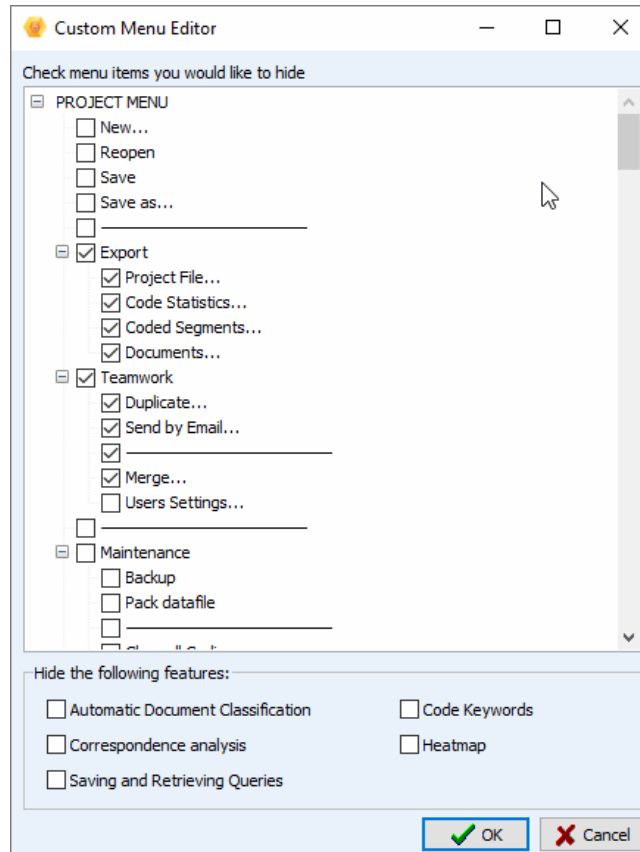 Custom Menu Editor
Check menu items you would like to hide
PROJECT MENU
New...
Reopen
Save
Save as...
Export
Project File...
Code Statistics...
Coded Segments...
Documents...
Teamwork
Duplicate...
Send by Email...
Merge...
Users Settings...
Maintenance
Backup
Pack datafile
Hide the following features:
Automatic Document Classification
Code Keywords
Correspondence analysis
Heatmap
Saving and Retrieving Queries
OK
Cancel